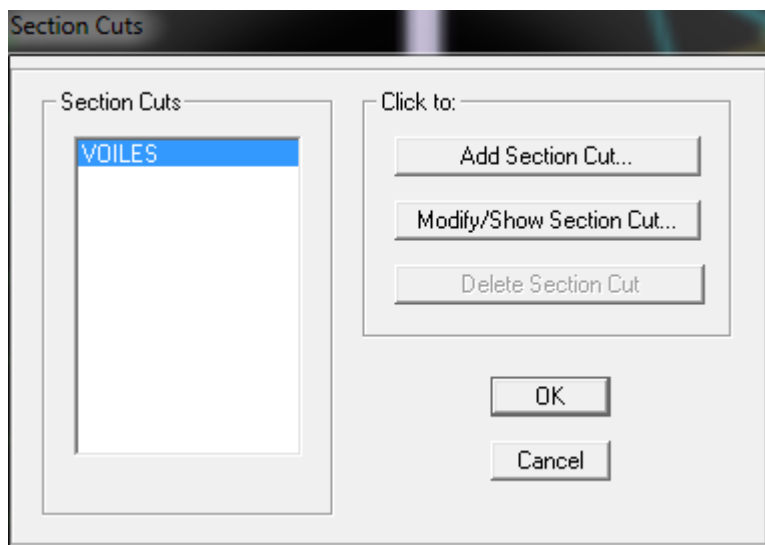 Section Cuts
Section Cuts
VOILES
Click to:
Add Section Cut...
Modify/Show Section Cut...
Delete Section Cut
OK
Cancel